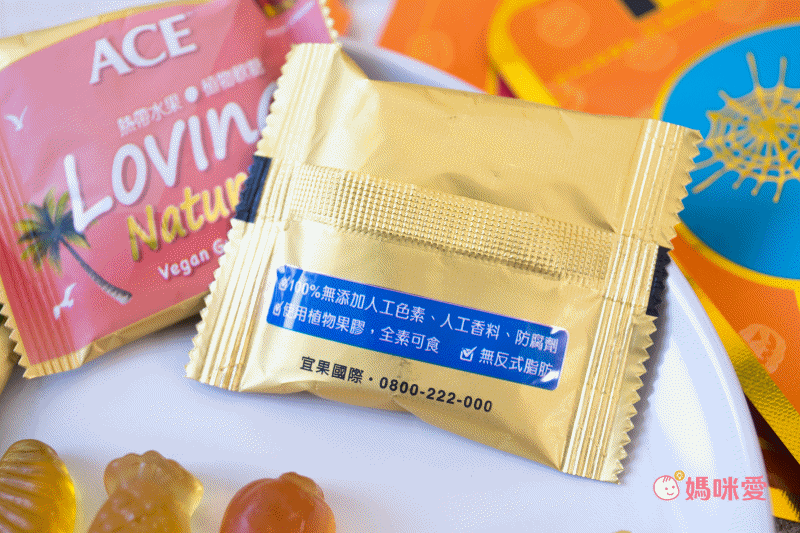 ACE
熱帶水果 植物軟糖
Loving
Natur
Vegan G
100%無添加人工色素、人工香料、防腐劑
使用植物果膠，全素可食 無反式脂肪
宜果國際・0800-222-000
媽咪愛